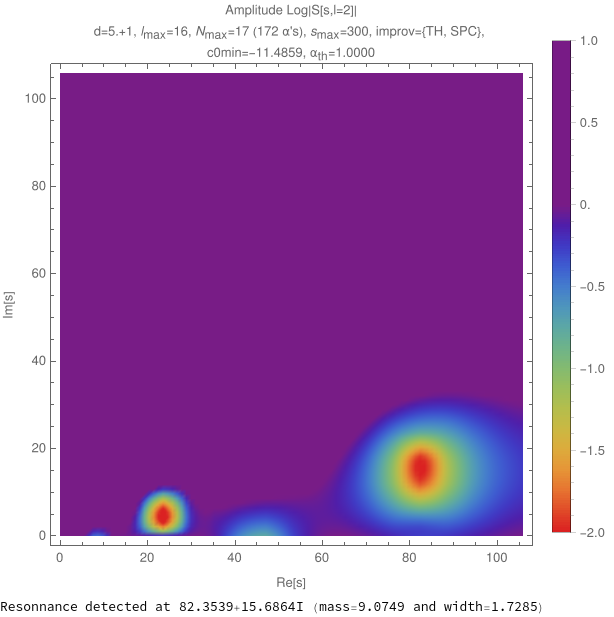 Amplitude Log|S[s,l=2]|
d=5.+1, lmax=16, Nmax=17 (172 α's), smax=300, improv={TH, SPC},
c0min=−11.4859, αth=1.0000
1.0
0.5
0.
−0.5
−1.0
−1.5
−2.0
100
80
60
40
20
0
Im[s]
0 20 40 60 80 100
Re[s]
Resonnance detected at 82.3539+15.6864I (mass=9.0749 and width=1.7285)